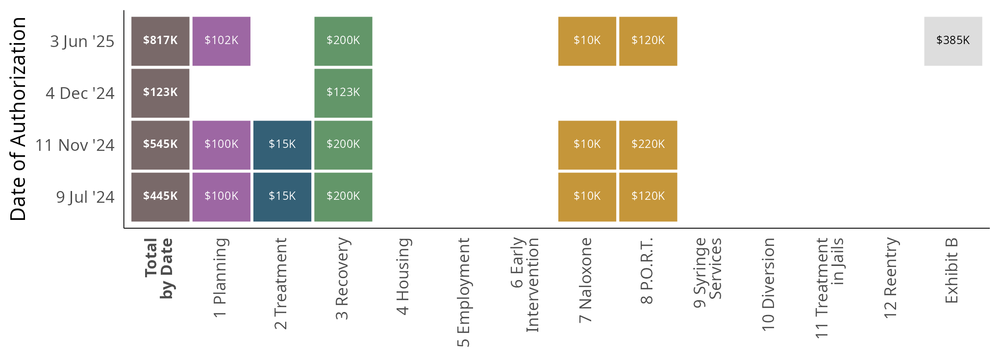 Date of Authorization
3 Jun '25
$817K
$102K
$200K
$10K
$120K
$385K
4 Dec '24
$123K
$123K
11 Nov '24
$545K
$100K
$15K
$200K
$10K
$220K
9 Jul '24
$445K
$100K
$15K
$200K
$10K
$120K
Total
by Date
1 Planning
2 Treatment
3 Recovery
4 Housing
5 Employment
6 Early
Intervention
7 Naloxone
8 P.O.R.T.
9 Syringe
Services
10 Diversion
11 Treatment
in Jails
12 Reentry
Exhibit B